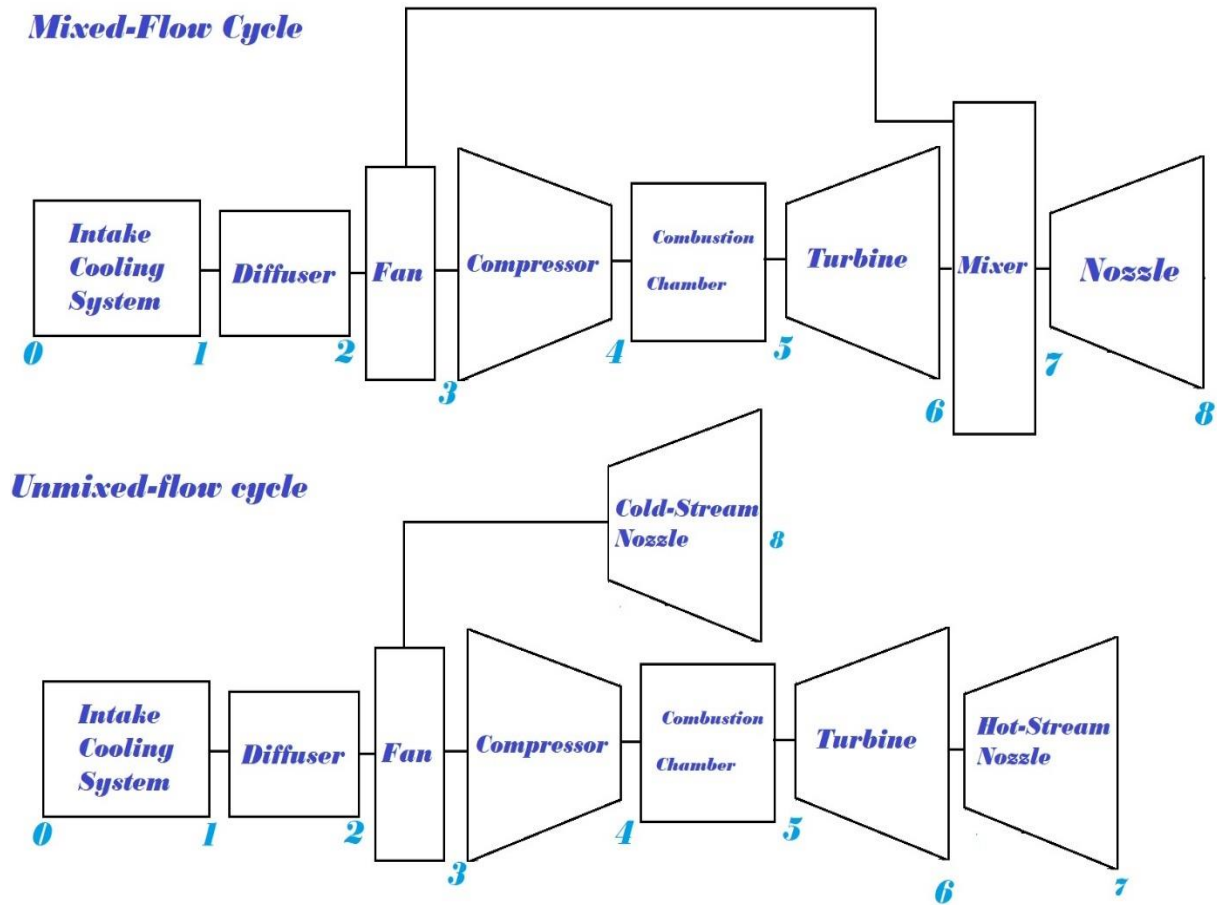 Mixed-Flow Cycle
Intake
Cooling
System
Diffuser
Fan
Compressor
Combustion
Chamber
Turbine
Mixer
Nozzle
0
1
2
3
4
5
6
7
8
Unmixed-flow cycle
Cold-Stream
Nozzle
8
Intake
Cooling
System
Diffuser
Fan
Compressor
Combustion
Chamber
Turbine
Hot-Stream
Nozzle
0
1
2
3
4
5
6
7